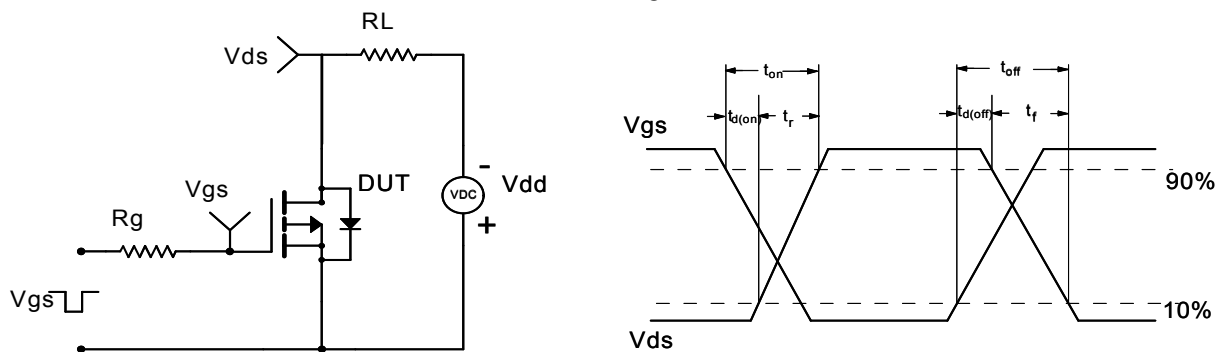 RL
Vds
Vgs
DUT
-
VDC
Vdd
+
Rg
Vgs
ton
toff
td(on)
tr
td(off)
tf
Vgs
90%
10%
Vds